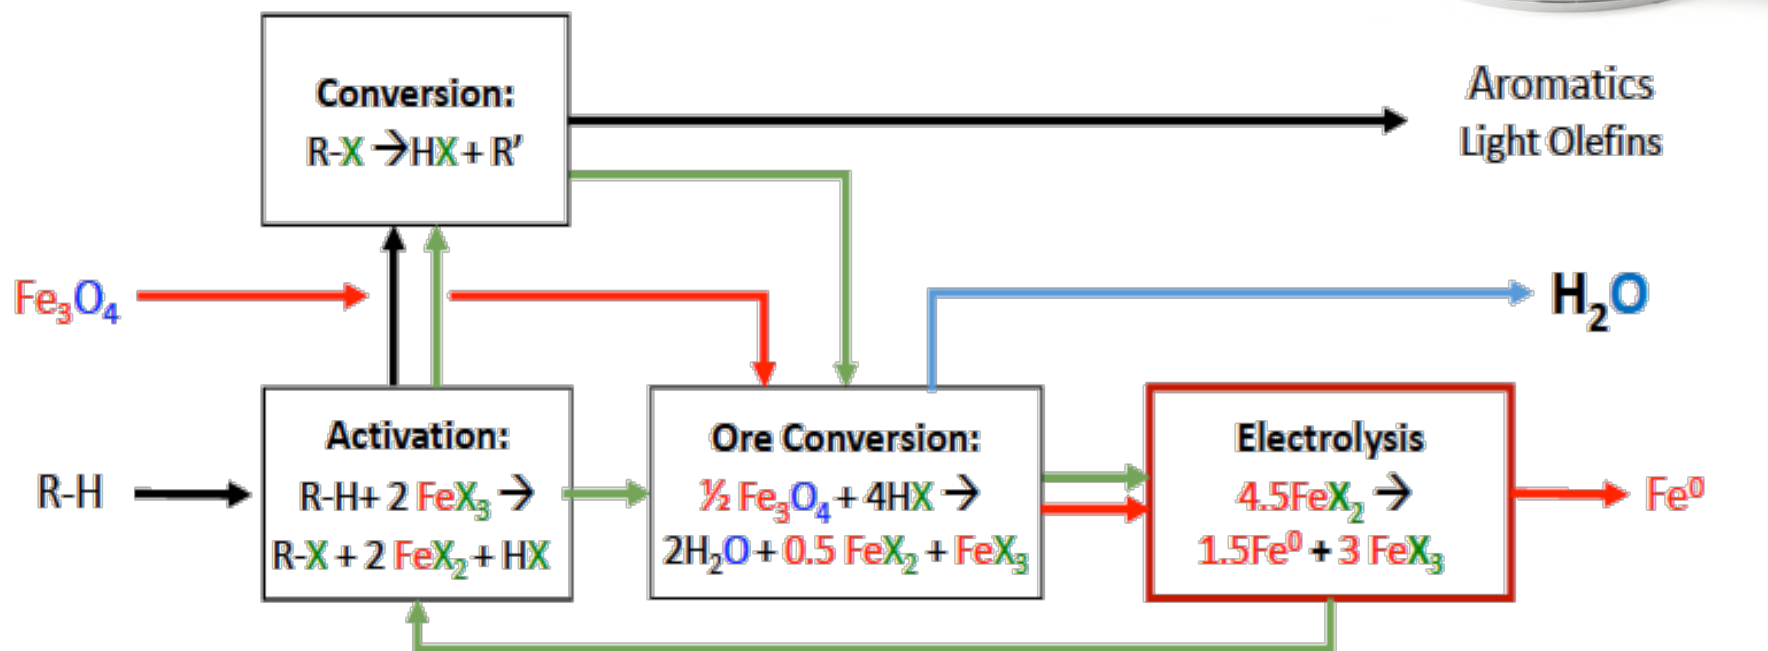 Conversion:
R-X →HX + R’
Aromatics
Light Olefins
Fe₃O₄
H₂O
R-H
Activation:
R-H+ 2 FeX₃ →
R-X + 2 FeX₂ + HX
Ore Conversion:
½ Fe₃O₄ + 4HX →
2H₂O + 0.5 FeX₂ + FeX₃
Electrolysis
4.5FeX₂ →
1.5Fe⁰ + 3 FeX₃
Fe⁰